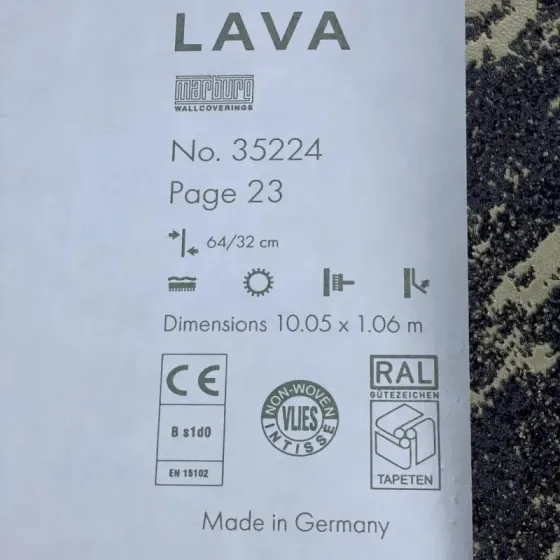 LAVA
marburg
WALLCOVERINGS
No. 35224
Page 23
64/32 cm
Dimensions 10.05 x 1.06 m
CE
B s1d0
EN 15102
NON-WOVEN
VLIES
INTISSE
RAL
GÜTEZEICHEN
TAPETEN
Made in Germany